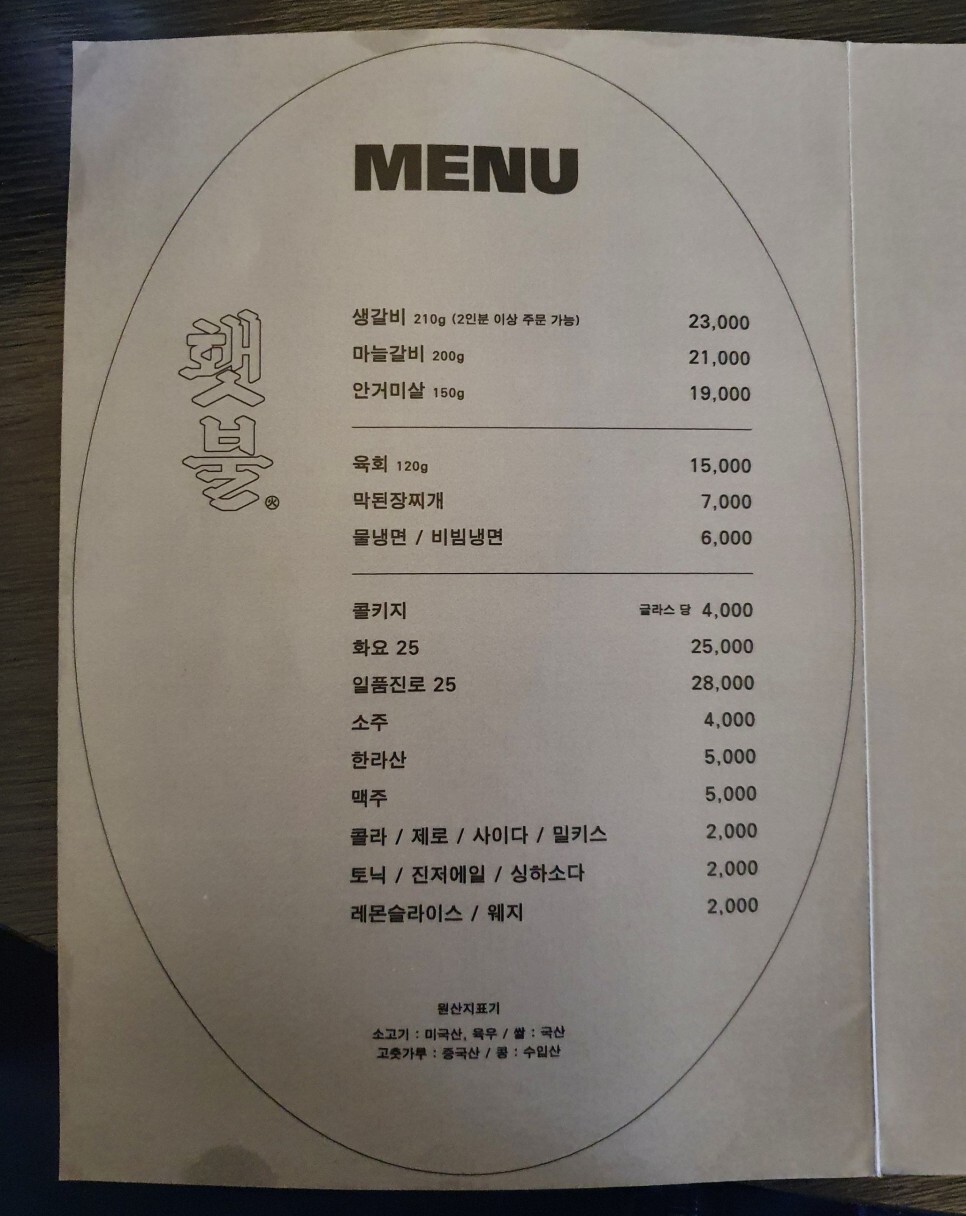 MENU
횃불
火
생갈비 210g (2인분 이상 주문 가능) 23,000
마늘갈비 200g 21,000
안거미살 150g 19,000
육회 120g 15,000
막된장찌개 7,000
물냉면 / 비빔냉면 6,000
콜키지 글라스 당 4,000
화요 25 25,000
일품진로 25 28,000
소주 4,000
한라산 5,000
맥주 5,000
콜라 / 제로 / 사이다 / 밀키스 2,000
토닉 / 진저에일 / 싱하소다 2,000
레몬슬라이스 / 웨지 2,000
원산지표기
소고기 : 미국산, 육우 / 쌀 : 국산
고춧가루 : 중국산 / 콩 : 수입산